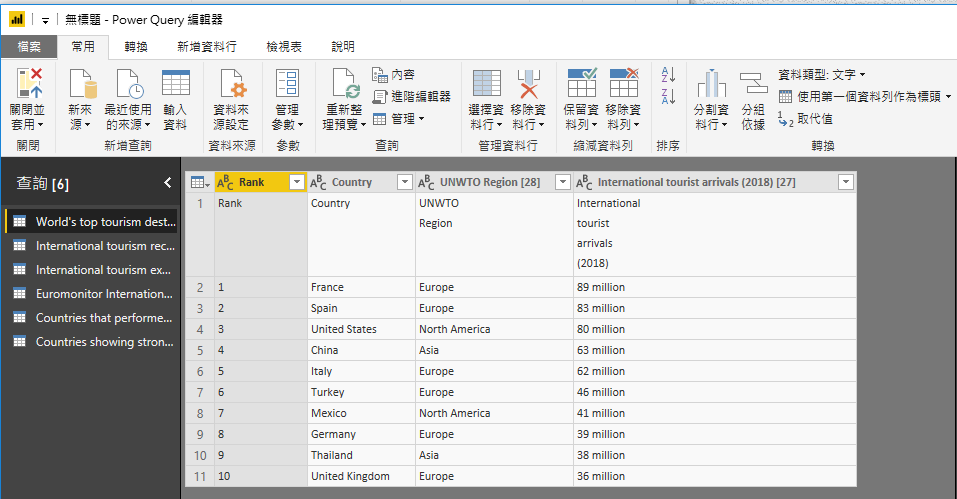 無標題 - Power Query 編輯器
檔案 常用 轉換 新增資料行 檢視表 說明
關閉並套用 新來源 最近使用的來源 輸入資料 資料來源設定 管理參數 重新整理預覽 內容 進階編輯器 管理 選擇資料行 移除資料行 保留資料列 移除資料列 分割資料行 分組依據 資料類型: 文字 使用第一個資料列作為標頭 取代值
關閉 新增查詢 資料來源 參數 查詢 管理資料行 縮減資料列 排序 轉換
查詢 [6]
World's top tourism dest...
International tourism rec...
International tourism ex...
Euromonitor Internation...
Countries that performe...
Countries showing stron...
ABC Rank ABC Country ABC UNWTO Region [28] ABC International tourist arrivals (2018) [27]
1 Rank Country UNWTO International
Region tourist
arrivals
(2018)
2 1 France Europe 89 million
3 2 Spain Europe 83 million
4 3 United States North America 80 million
5 4 China Asia 63 million
6 5 Italy Europe 62 million
7 6 Turkey Europe 46 million
8 7 Mexico North America 41 million
9 8 Germany Europe 39 million
10 9 Thailand Asia 38 million
11 10 United Kingdom Europe 36 million